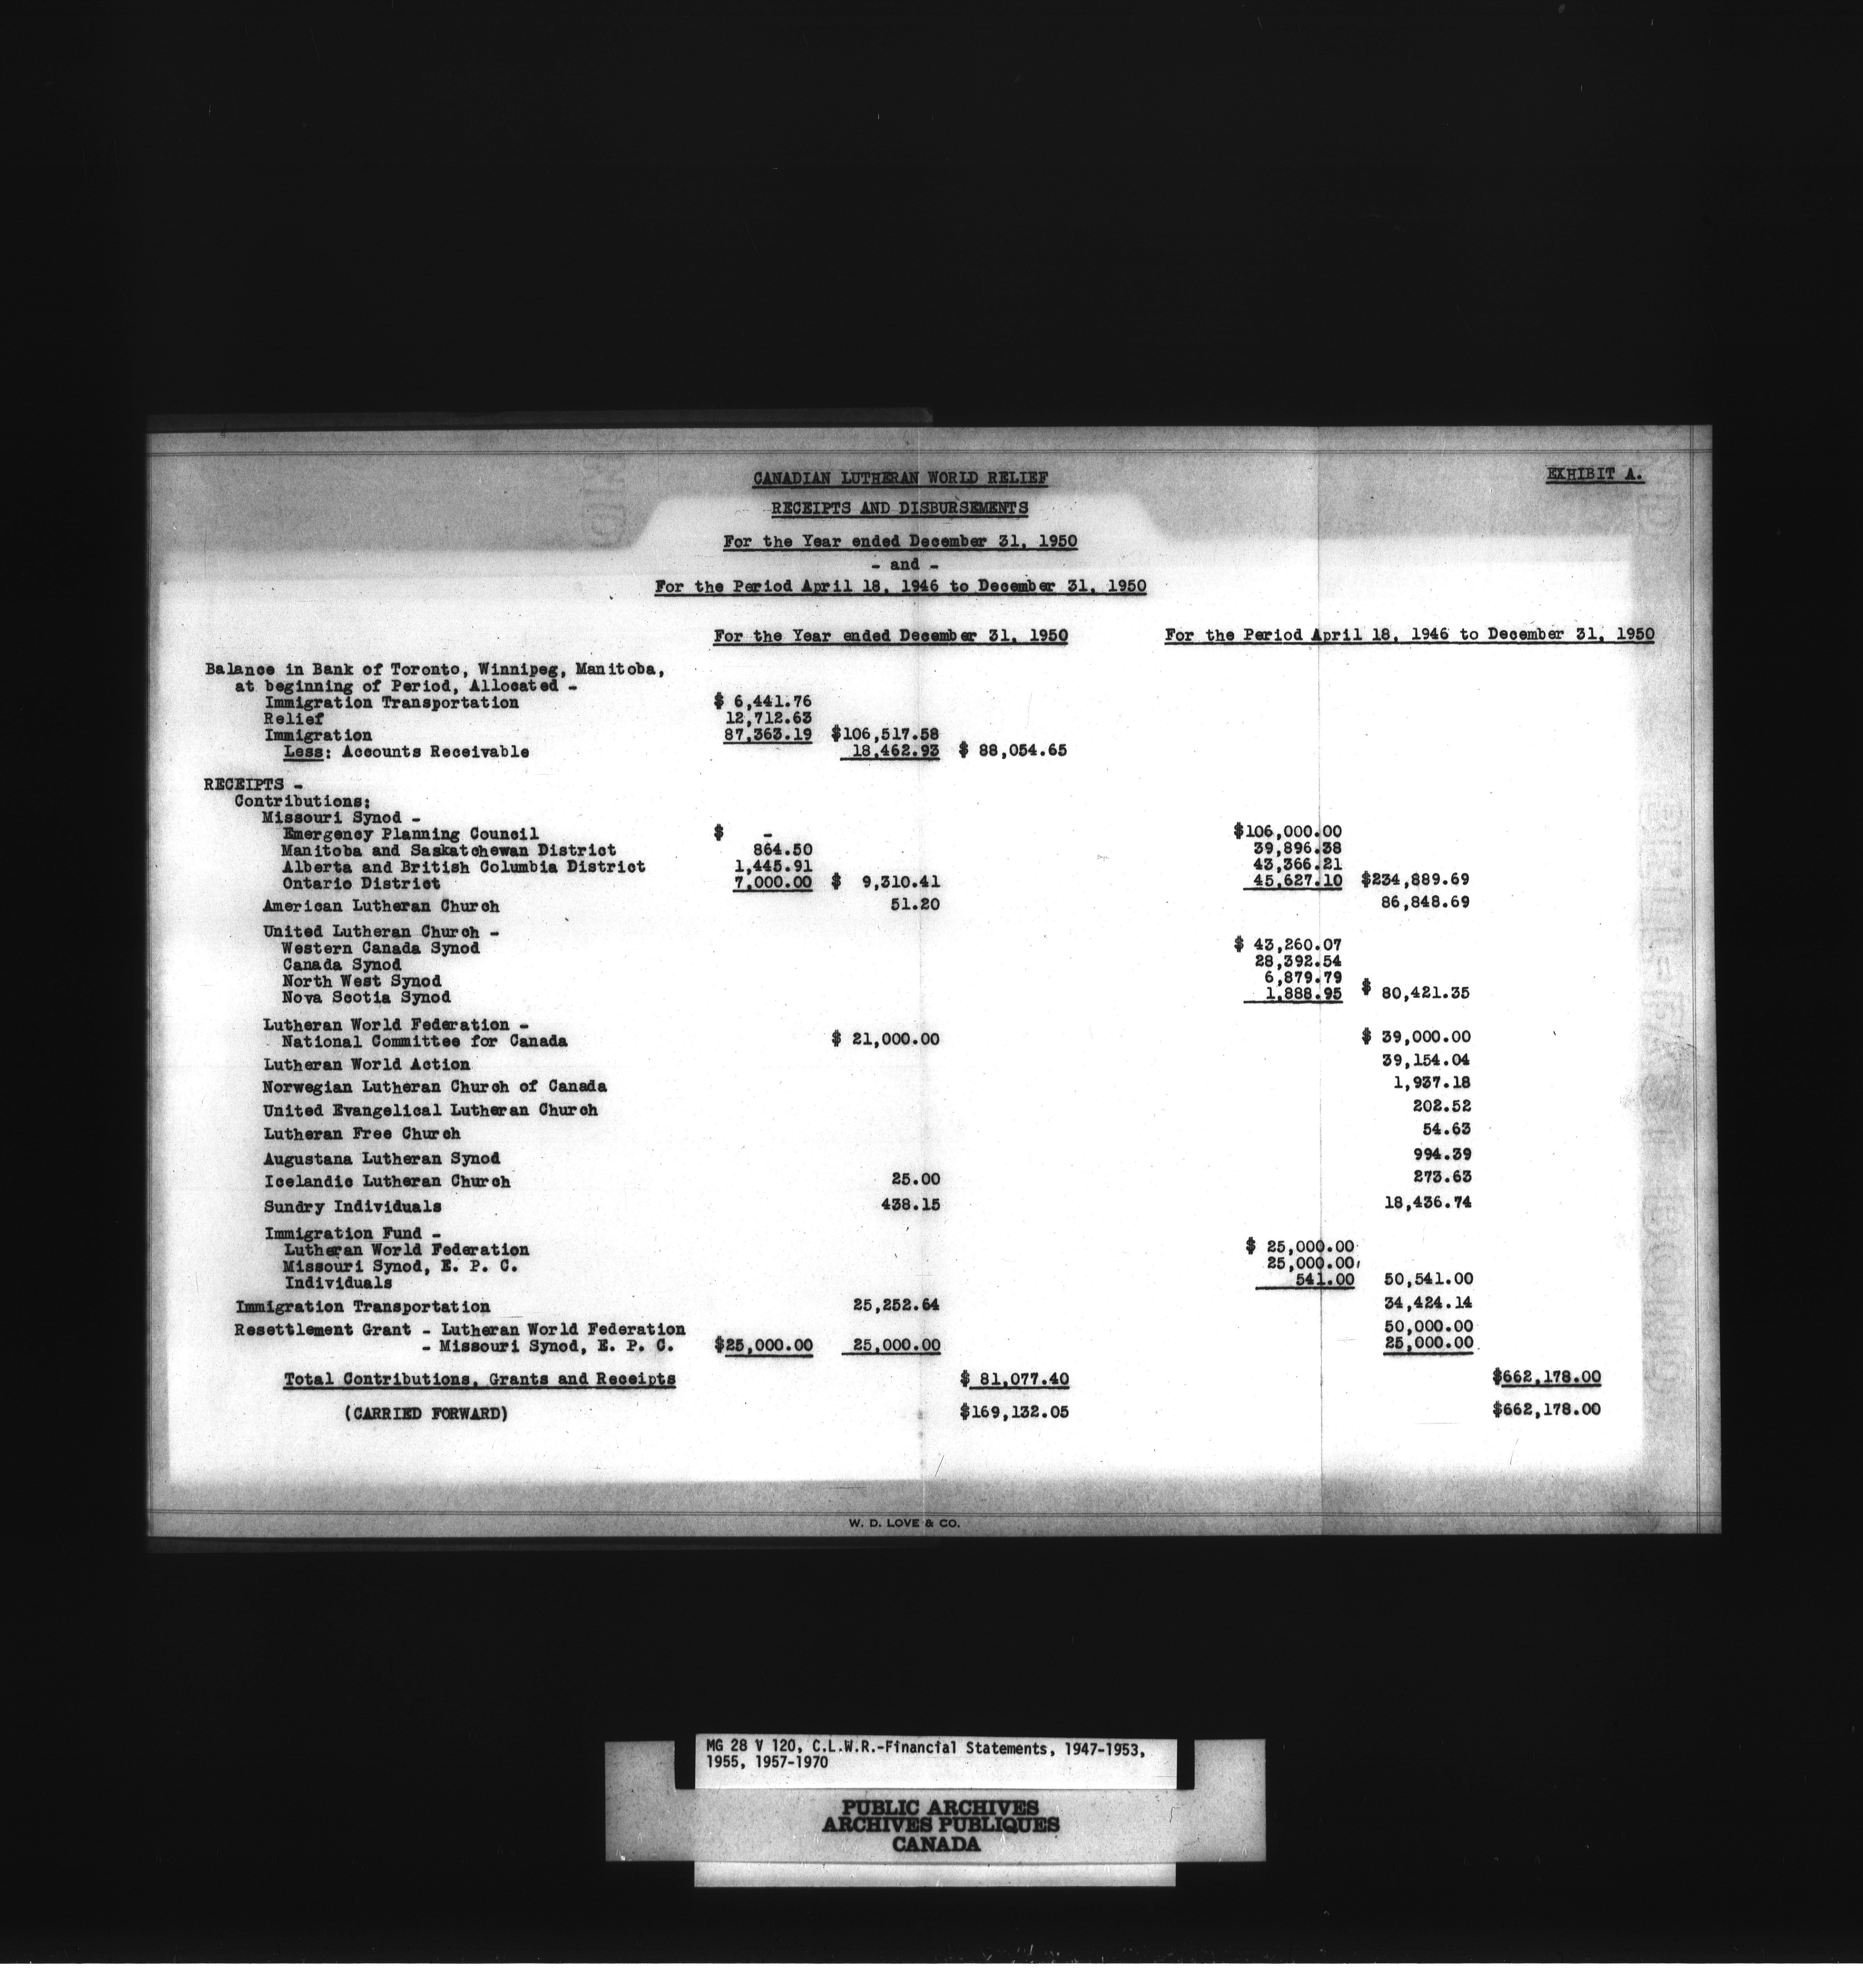 CANADIAN LUTHERAN WORLD RELIEF EXHIBIT A.
RECEIPTS AND DISBURSEMENTS
For the Year ended December 31, 1950
- and -
For the Period April 18, 1946 to December 31, 1950
For the Year ended December 31, 1950 For the Period April 18, 1946 to December 31, 1950
Balance in Bank of Toronto, Winnipeg, Manitoba,
at beginning of Period, Allocated -
Immigration Transportation $ 6,441.76
Relief 12,712.63
Immigration 87,363.19 $106,517.58
Less: Accounts Receivable 18,462.93 $ 88,054.65
RECEIPTS -
Contributions:
Missouri Synod -
Emergency Planning Council $ - $106,000.00
Manitoba and Saskatchewan District 864.50 39,896.38
Alberta and British Columbia District 1,445.91 43,366.21
Ontario District 7,000.00 $ 9,310.41 45,627.10 $234,889.69
American Lutheran Church 51.20 86,848.69
United Lutheran Church -
Western Canada Synod $ 43,260.07
Canada Synod 28,392.54
North West Synod 6,879.79
Nova Scotia Synod 1,888.95 $ 80,421.35
Lutheran World Federation -
National Committee for Canada $ 21,000.00 $ 39,000.00
Lutheran World Action 39,154.04
Norwegian Lutheran Church of Canada 1,937.18
United Evangelical Lutheran Church 202.52
Lutheran Free Church 54.63
Augustana Lutheran Synod 994.39
Icelandic Lutheran Church 25.00 273.63
Sundry Individuals 438.15 18,436.74
Immigration Fund -
Lutheran World Federation $ 25,000.00
Missouri Synod, E. P. C. 25,000.00
Individuals 541.00 50,541.00
Immigration Transportation 25,252.64 34,424.14
Resettlement Grant - Lutheran World Federation 50,000.00
- Missouri Synod, E. P. C. $25,000.00 25,000.00 25,000.00
Total Contributions, Grants and Receipts $ 81,077.40 $662,178.00
(CARRIED FORWARD) $169,132.05 $662,178.00
W. D. LOVE & CO.
MG 28 V 120, C.L.W.R.-Financial Statements, 1947-1953,
1955, 1957-1970
PUBLIC ARCHIVES
ARCHIVES PUBLIQUES
CANADA